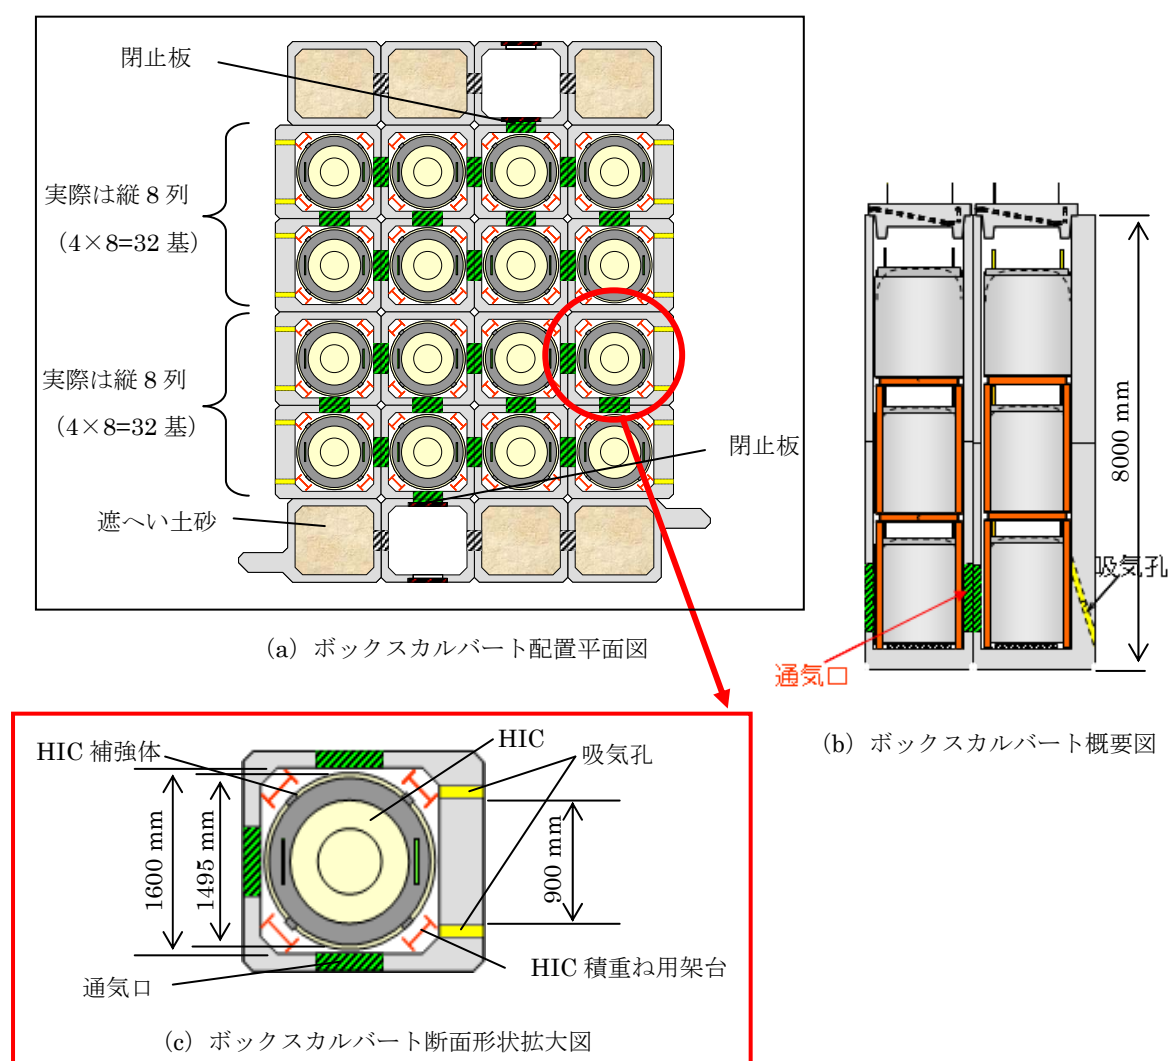 閉止板
実際は縦 8 列
（4×8=32 基）
実際は縦 8 列
（4×8=32 基）
閉止板
遮へい土砂
(a) ボックスカルバート配置平面図
8000 mm
吸気孔
通気口
(b) ボックスカルバート概要図
HIC 補強体
HIC
吸気孔
1600 mm
1495 mm
900 mm
通気口
HIC 積重ね用架台
(c) ボックスカルバート断面形状拡大図